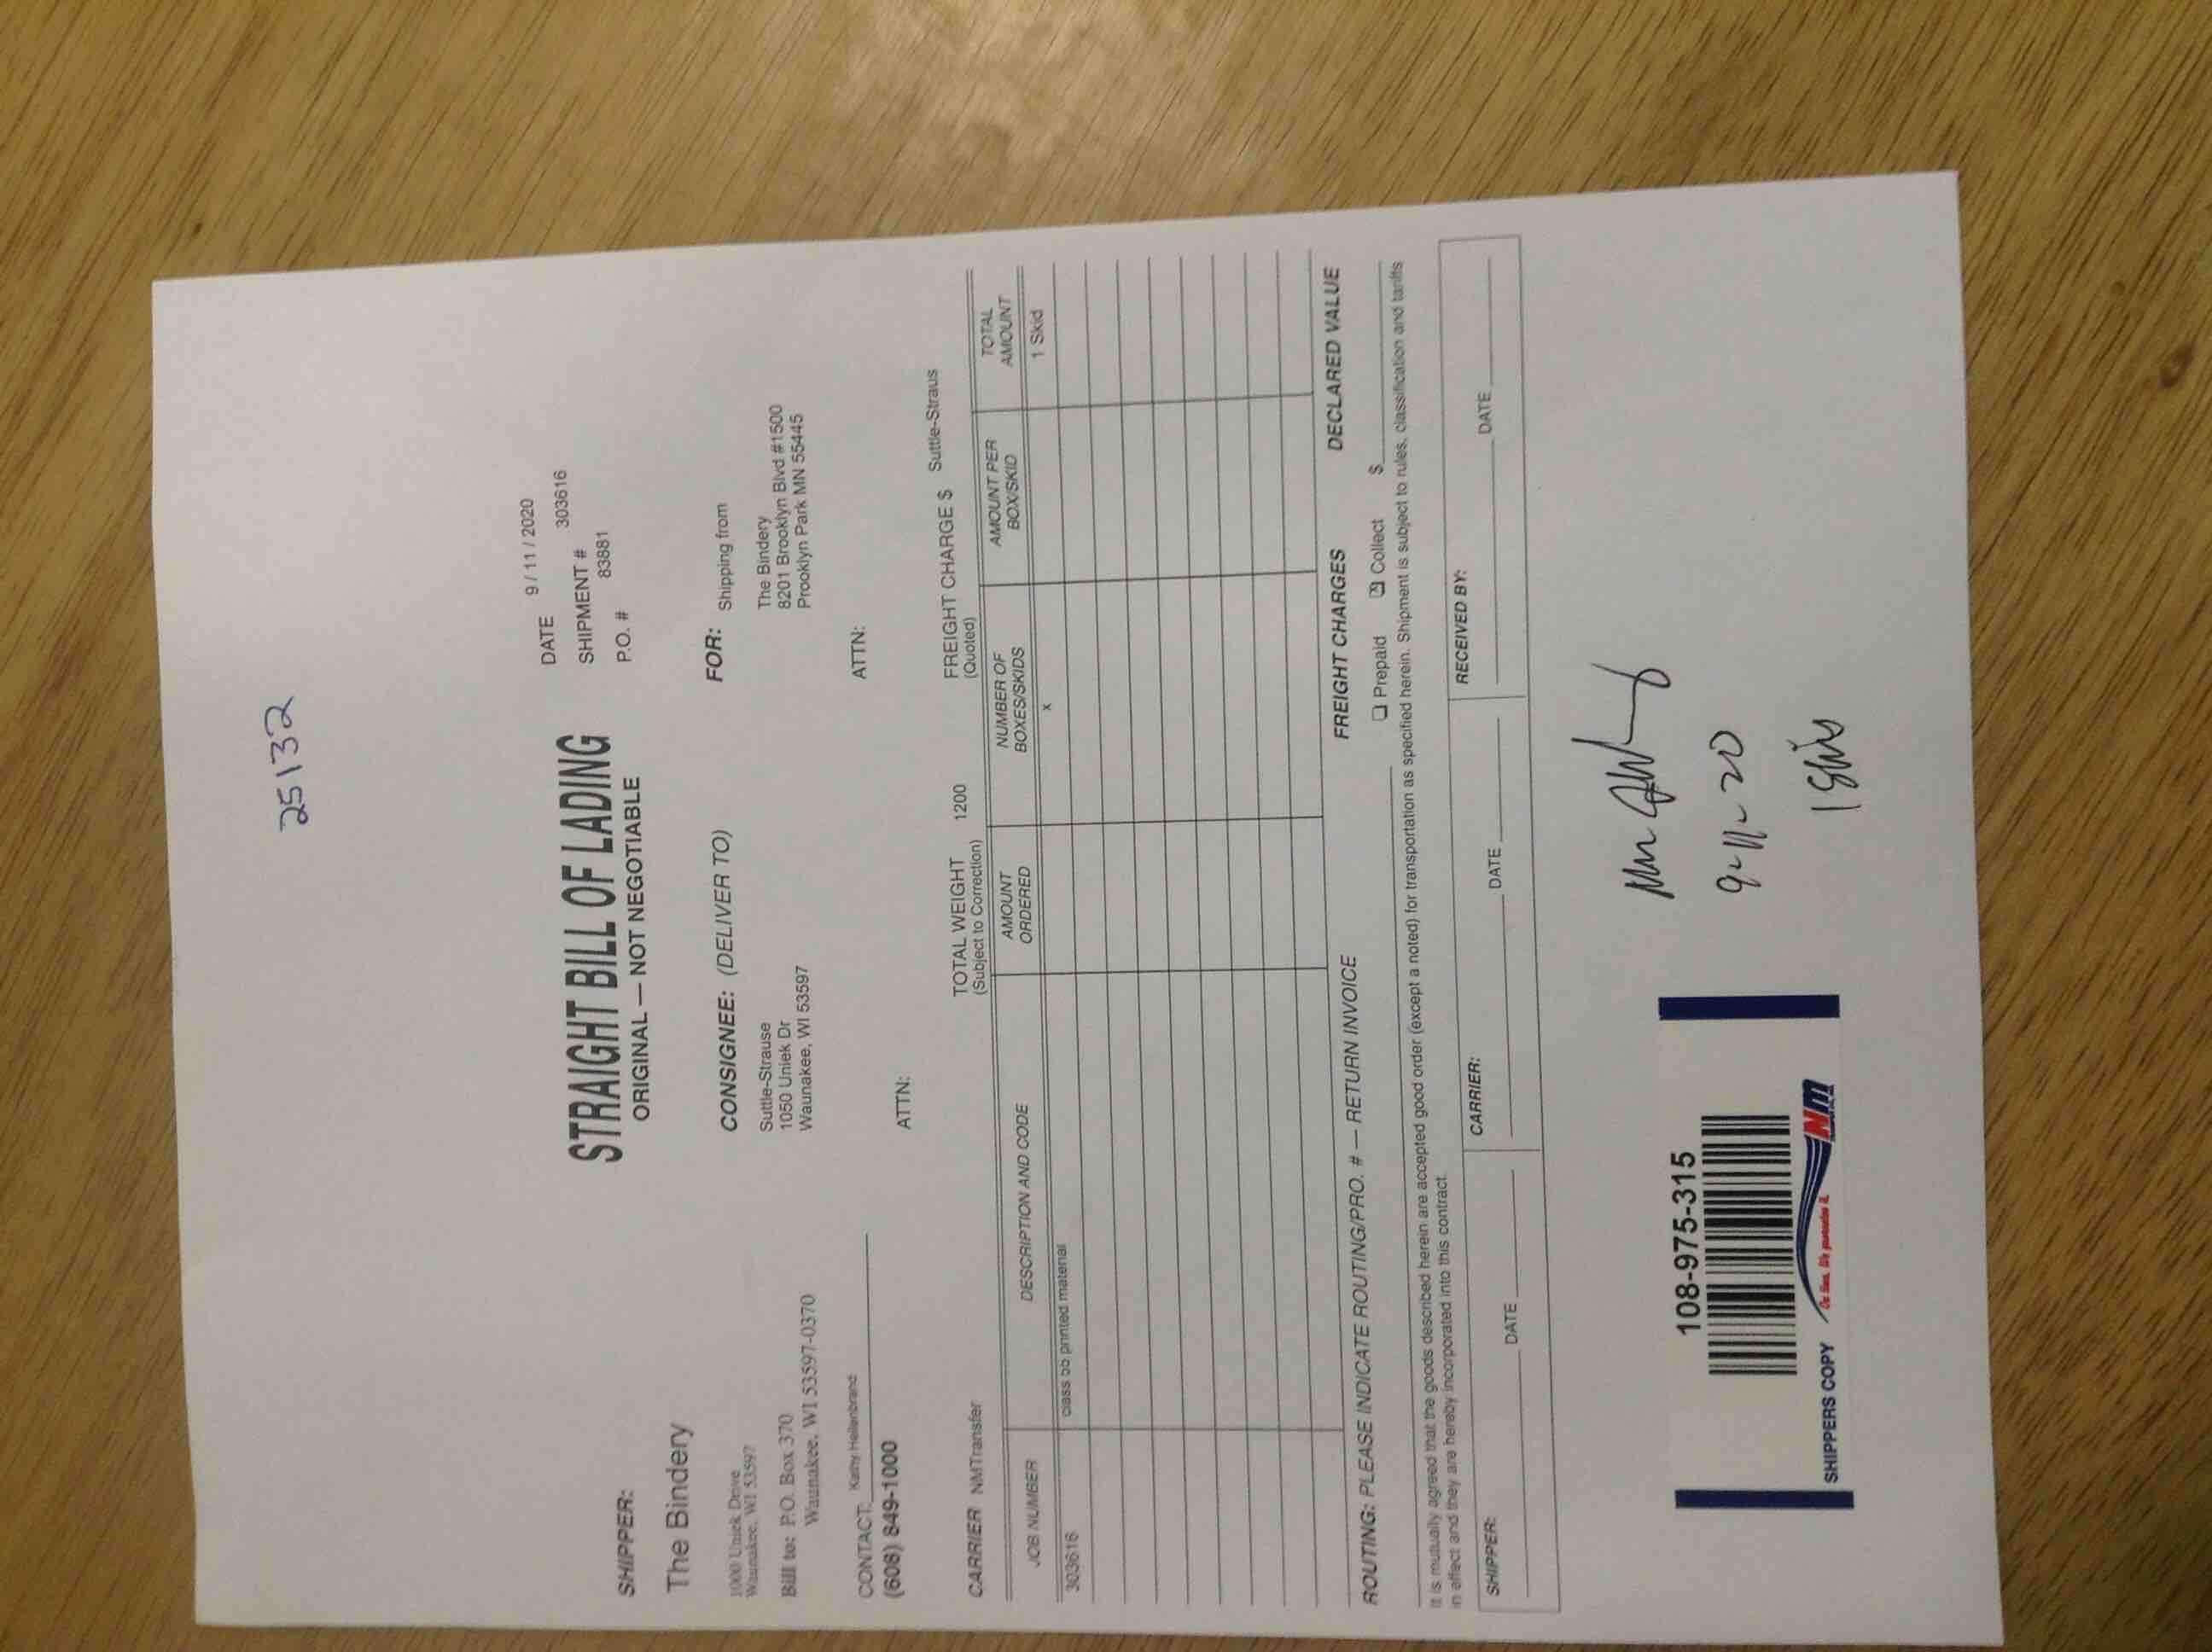 25132
STRAIGHT BILL OF LADING
ORIGINAL — NOT NEGOTIABLE
DATE 9 / 11 / 2020
SHIPMENT # 303616
83881
P.O. #
SHIPPER:
The Bindery
1000 Uniek Drive
Waunakee, WI 53597
Bill to: P.O. Box 370
Waunakee, WI 53597-0370
CONTACT: Kathy Hellenbrand
(608) 849-1000
CONSIGNEE: (DELIVER TO)
Suttle-Strause
1050 Uniek Dr
Waunakee, WI 53597
ATTN:
FOR: Shipping from
The Bindery
8201 Brooklyn Blvd #1500
Prooklyn Park MN 55445
ATTN:
CARRIER NMTransfer
TOTAL WEIGHT 1200
(Subject to Correction)
FREIGHT CHARGE $ Suttle-Straus
(Quoted)
JOB NUMBER DESCRIPTION AND CODE AMOUNT ORDERED NUMBER OF BOXES/SKIDS AMOUNT PER BOX/SKID TOTAL AMOUNT
303616 class 55 printed material x 1 Skid
ROUTING: PLEASE INDICATE ROUTING/PRO. # — RETURN INVOICE
FREIGHT CHARGES
❑ Prepaid ☒ Collect
DECLARED VALUE
$
It is mutually agreed that the goods described herein are accepted good order (except a noted) for transportation as specified herein. Shipment is subject to rules, classification and tariffs
in effect and they are hereby incorporated into this contract.
SHIPPER: CARRIER: RECEIVED BY:
DATE DATE DATE
9-11-20
1 Skid
108-975-315
SHIPPERS COPY On time. We guarantee it. NM